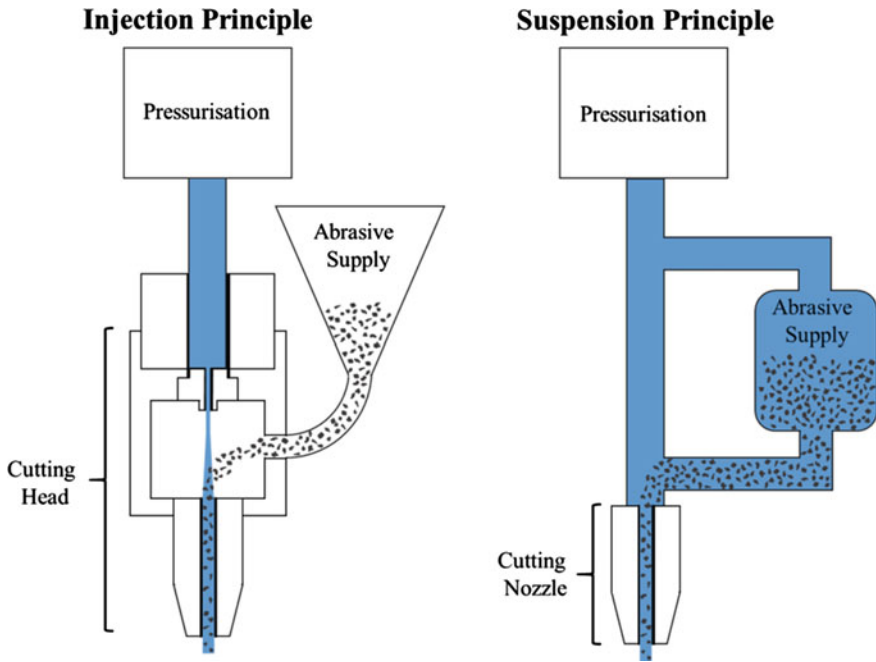 Injection Principle
Pressurisation
Abrasive
Supply
Cutting
Head
Suspension Principle
Pressurisation
Abrasive
Supply
Cutting
Nozzle